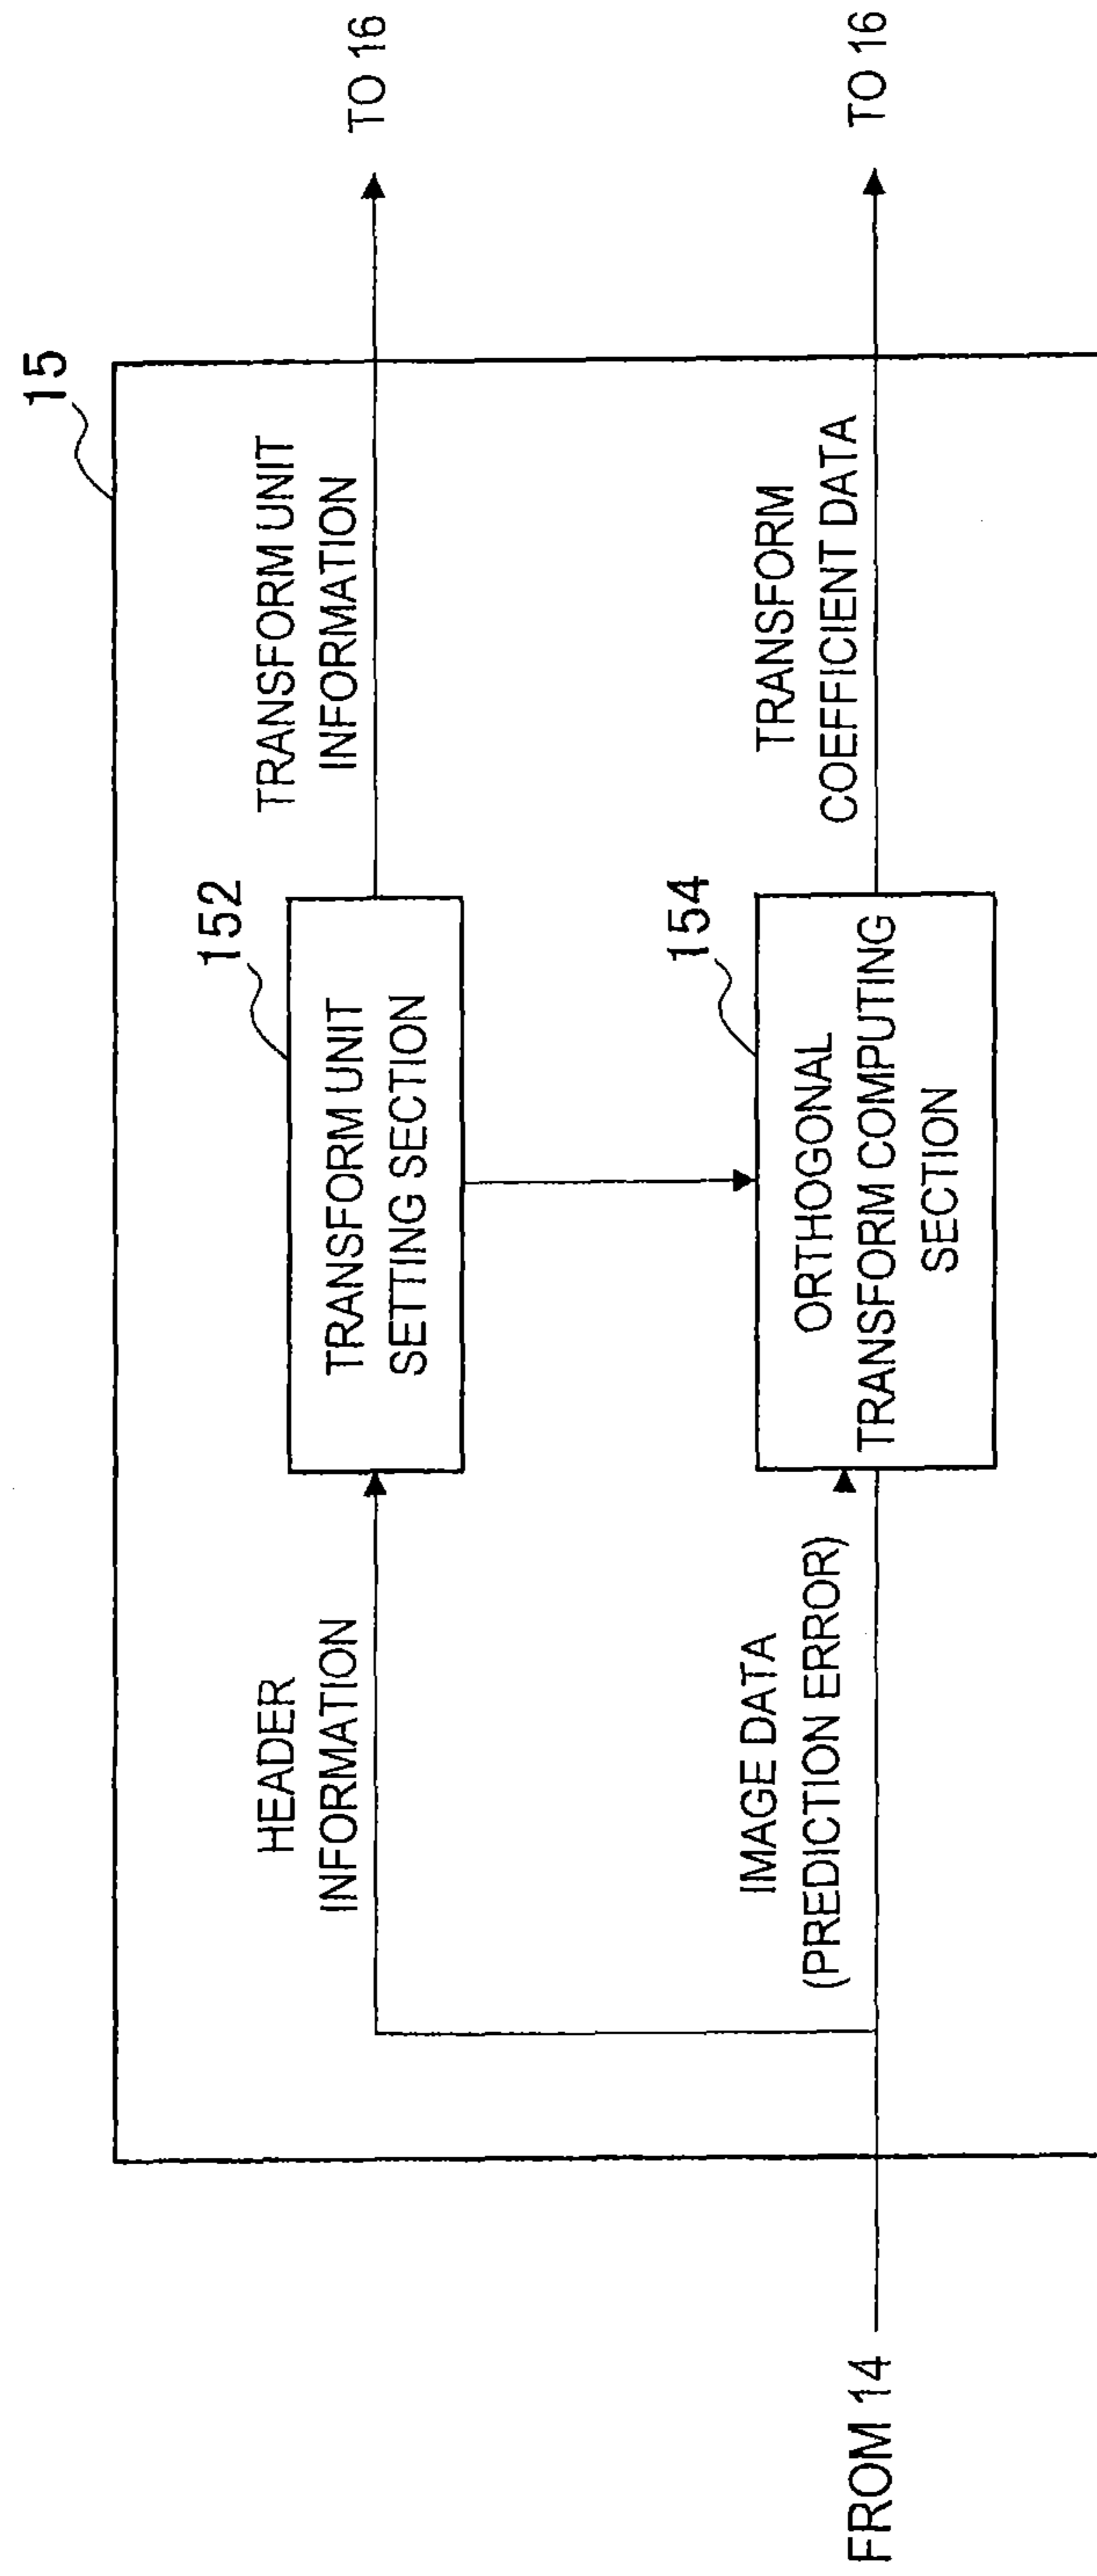 15
HEADER
INFORMATION
152
TRANSFORM UNIT
SETTING SECTION
TRANSFORM UNIT
INFORMATION
TO 16
FROM 14
IMAGE DATA
(PREDICTION ERROR)
154
ORTHOGONAL
TRANSFORM COMPUTING
SECTION
TRANSFORM
COEFFICIENT DATA
TO 16